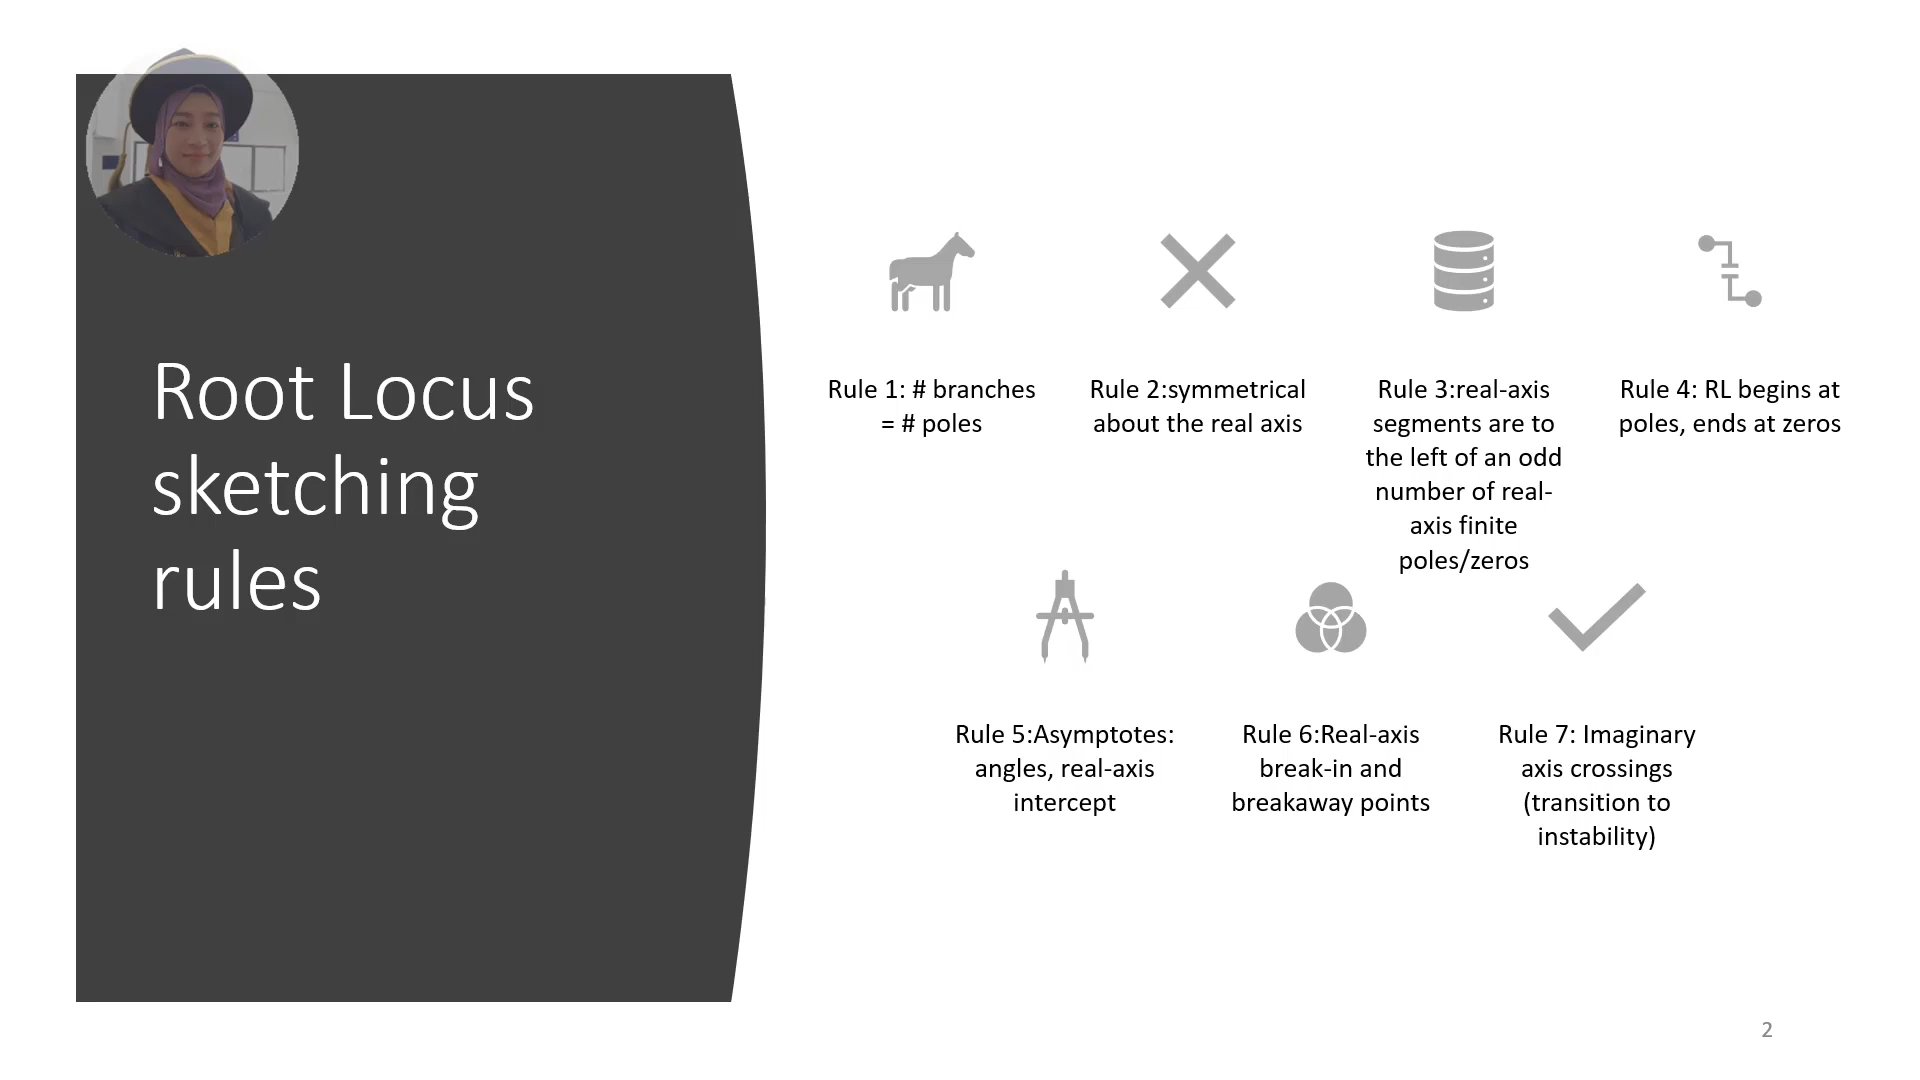 Root Locus
sketching
rules
Rule 1: # branches
= # poles
Rule 2:symmetrical
about the real axis
Rule 3:real-axis
segments are to
the left of an odd
number of real-
axis finite
poles/zeros
Rule 4: RL begins at
poles, ends at zeros
Rule 5:Asymptotes:
angles, real-axis
intercept
Rule 6:Real-axis
break-in and
breakaway points
Rule 7: Imaginary
axis crossings
(transition to
instability)
2